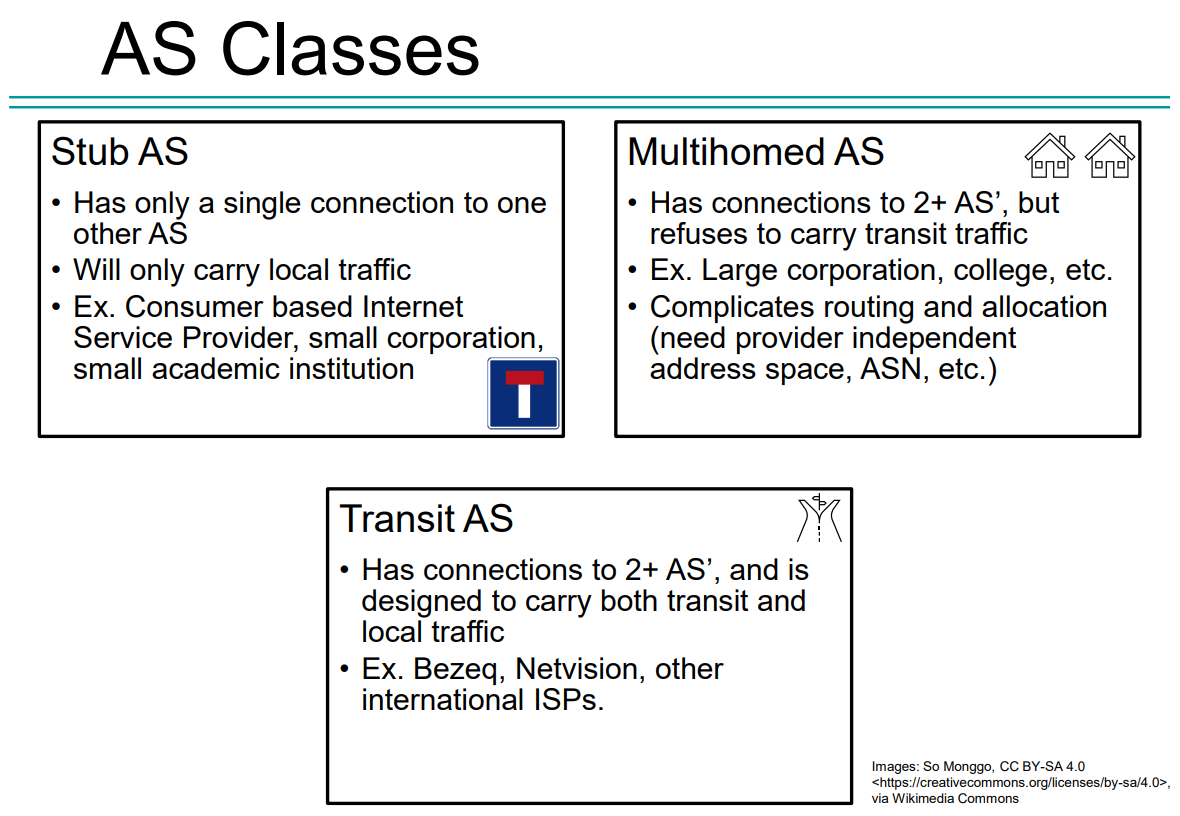 AS Classes
Stub AS
• Has only a single connection to one
other AS
• Will only carry local traffic
• Ex. Consumer based Internet
Service Provider, small corporation,
small academic institution
Multihomed AS
• Has connections to 2+ AS’, but
refuses to carry transit traffic
• Ex. Large corporation, college, etc.
• Complicates routing and allocation
(need provider independent
address space, ASN, etc.)
Transit AS
• Has connections to 2+ AS’, and is
designed to carry both transit and
local traffic
• Ex. Bezeq, Netvision, other
international ISPs.
Images: So Monggo, CC BY-SA 4.0
<https://creativecommons.org/licenses/by-sa/4.0>,
via Wikimedia Commons